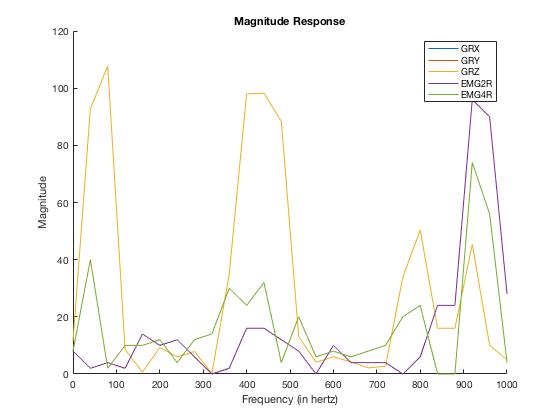 Magnitude Response
120
100
80
60
40
20
0
Magnitude
GRX
GRY
GRZ
EMG2R
EMG4R
0 100 200 300 400 500 600 700 800 900 1000
Frequency (in hertz)